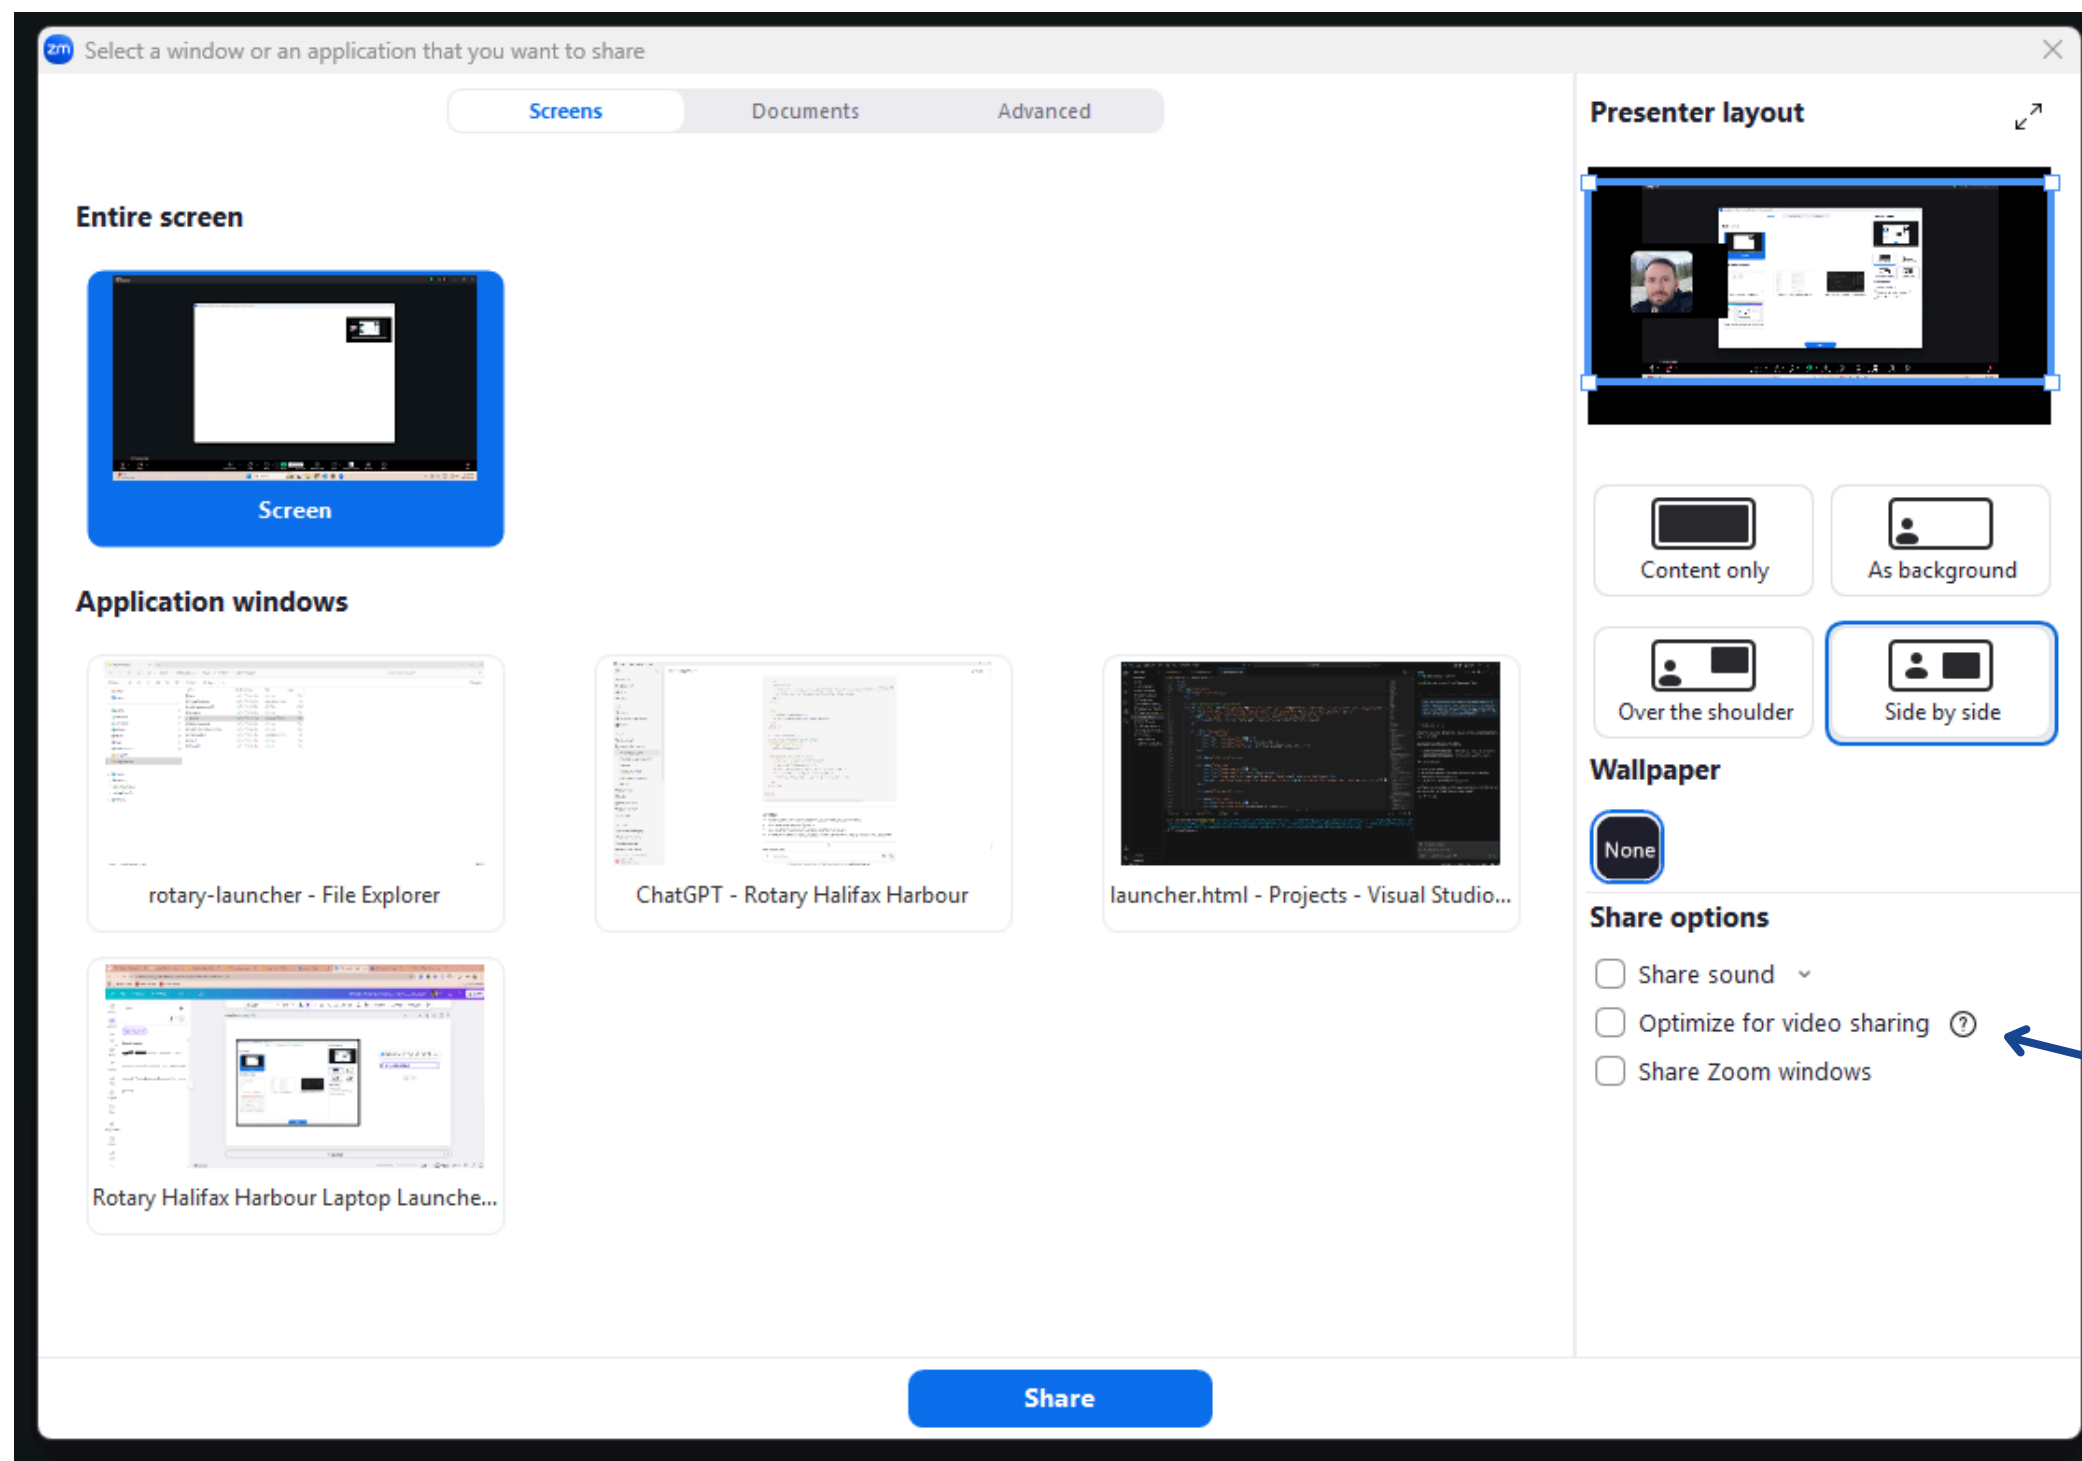 zm Select a window or an application that you want to share
Screens Documents Advanced
Entire screen
Screen
Application windows
rotary-launcher - File Explorer
ChatGPT - Rotary Halifax Harbour
launcher.html - Projects - Visual Studio...
Rotary Halifax Harbour Laptop Launche...
Presenter layout
Content only
As background
Over the shoulder
Side by side
Wallpaper
None
Share options
Share sound
Optimize for video sharing ?
Share Zoom windows
Share